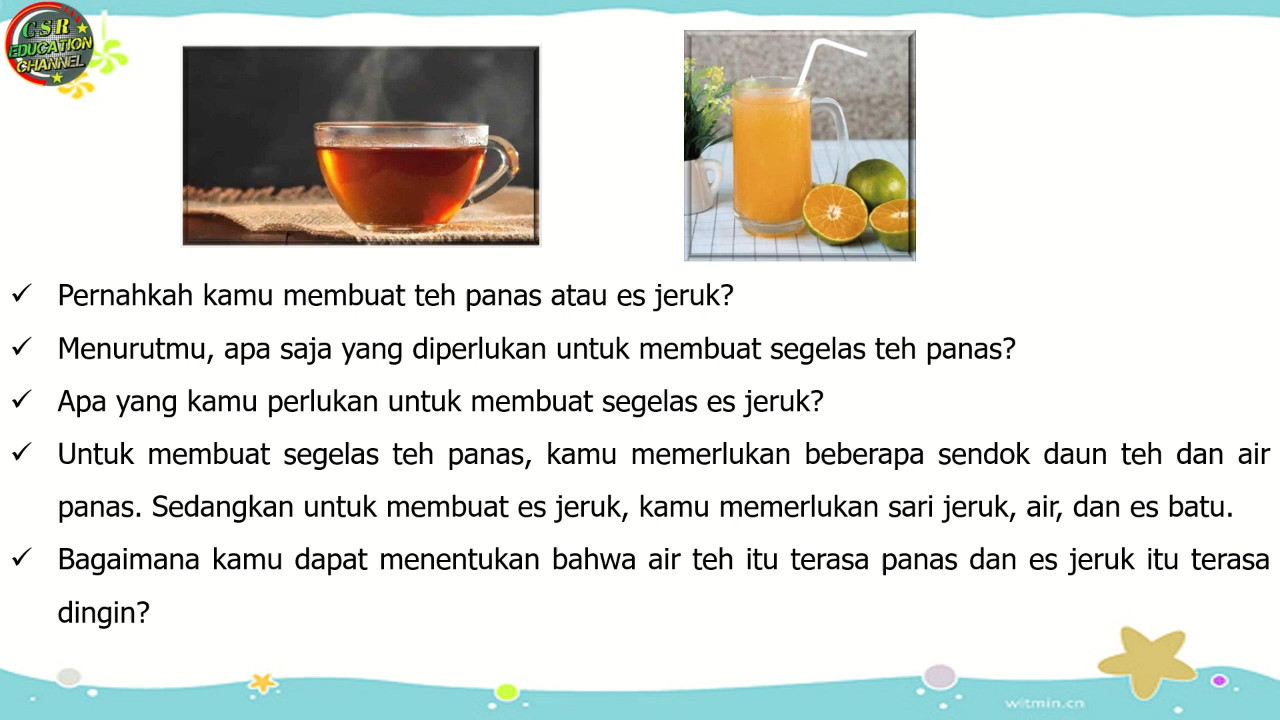 CSR
EDUCATION
CHANNEL
✓ Pernahkah kamu membuat teh panas atau es jeruk?
✓ Menurutmu, apa saja yang diperlukan untuk membuat segelas teh panas?
✓ Apa yang kamu perlukan untuk membuat segelas es jeruk?
✓ Untuk membuat segelas teh panas, kamu memerlukan beberapa sendok daun teh dan air
panas. Sedangkan untuk membuat es jeruk, kamu memerlukan sari jeruk, air, dan es batu.
✓ Bagaimana kamu dapat menentukan bahwa air teh itu terasa panas dan es jeruk itu terasa
dingin?
witmin.cn